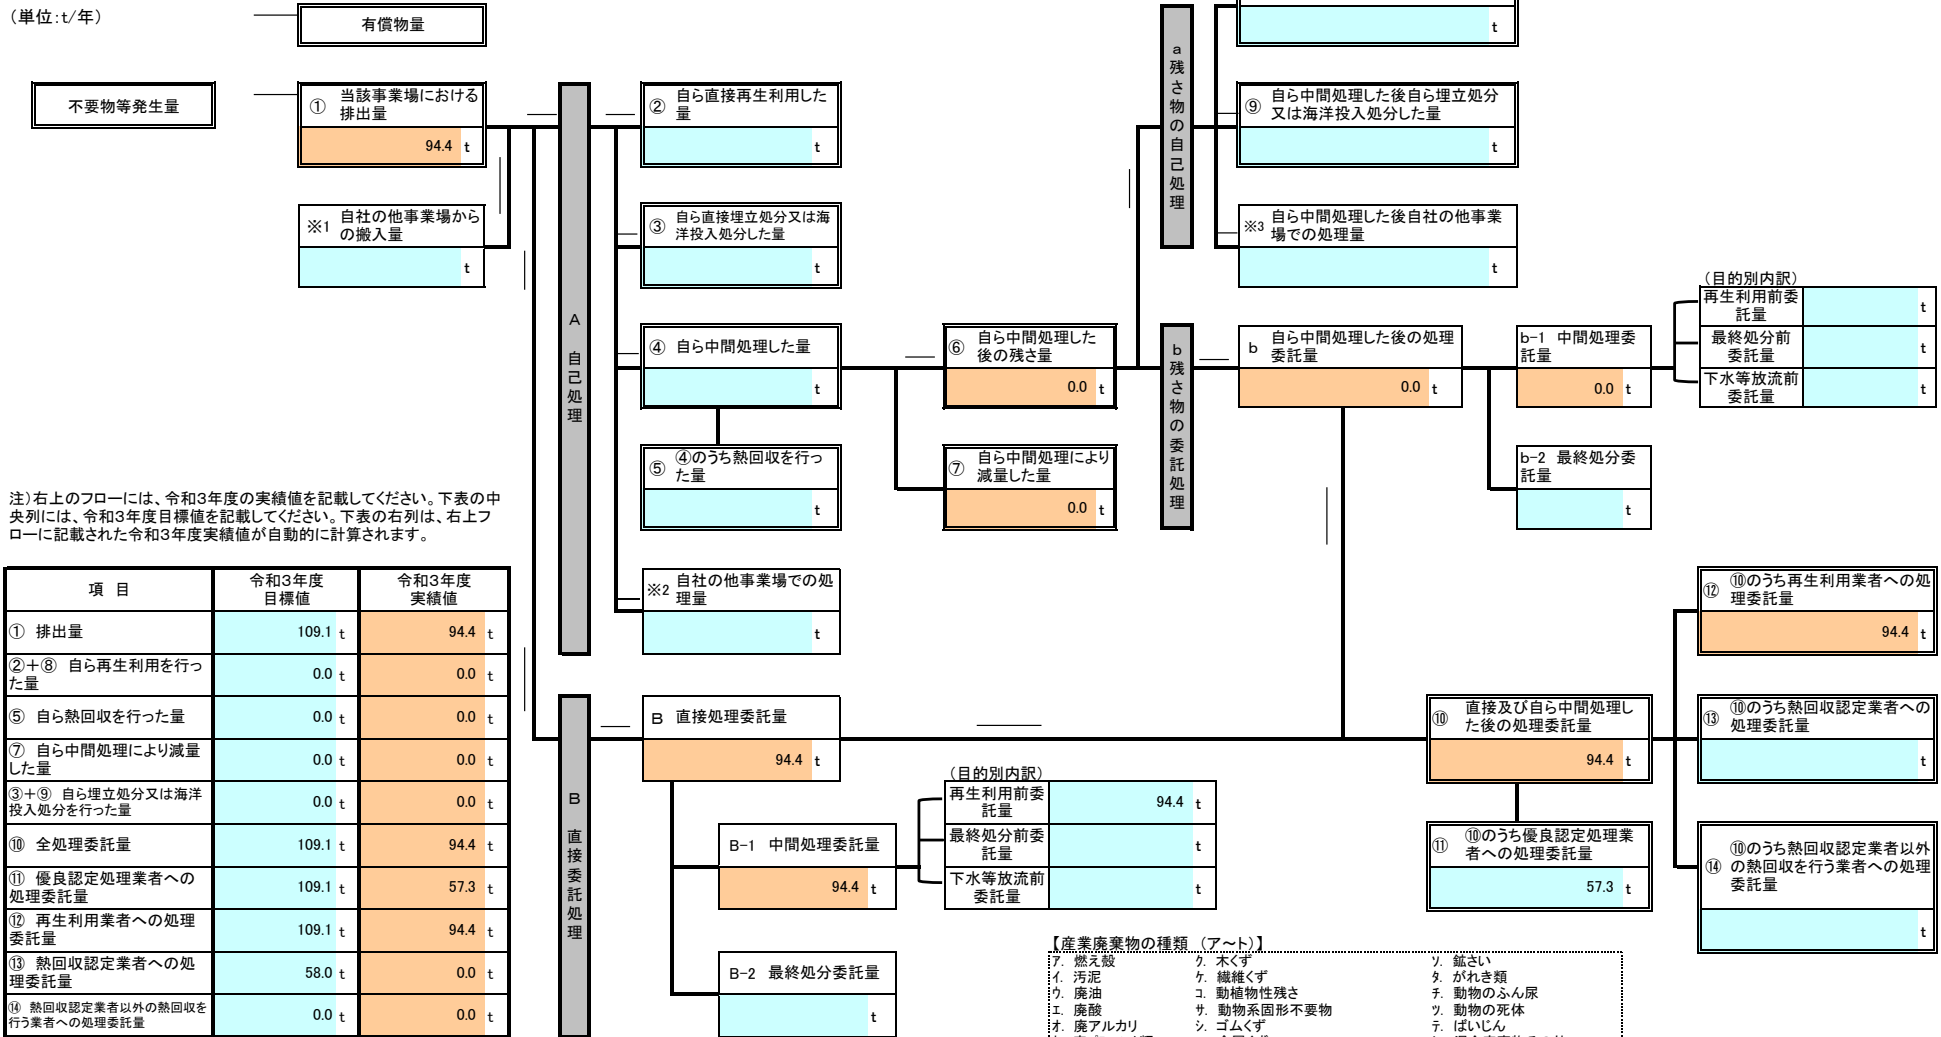 （単位：t/年）
有償物量
t
不要物等発生量
① 当該事業場における
排出量
94.4 t
※1 自社の他事業場から
の搬入量
t
A 自己処理
② 自ら直接再生利用した
量
t
③ 自ら直接埋立処分又は海
洋投入処分した量
t
④ 自ら中間処理した量
t
⑤ ④のうち熱回収を行っ
た量
t
※2 自社の他事業場での処
理量
t
⑥ 自ら中間処理した
後の残さ量
0.0 t
⑦ 自ら中間処理により
減量した量
0.0 t
a 残さ物の自己処理
⑨ 自ら中間処理した後自ら埋立処分
又は海洋投入処分した量
t
※3 自ら中間処理した後自社の他事業
場での処理量
t
b 残さ物の委託処理
b 自ら中間処理した後の処理
委託量
0.0 t
b-1 中間処理委
託量
0.0 t
b-2 最終処分委
託量
t
（目的別内訳）
再生利用前委
託量
t
最終処分前
委託量
t
下水等放流前
委託量
t
注）右上のフローには、令和3年度の実績値を記載してください。下表の中
央列には、令和3年度目標値を記載してください。下表の右列は、右上フ
ローに記載された令和3年度実績値が自動的に計算されます。
項 目
令和3年度
目標値
令和3年度
実績値
① 排出量 109.1 t 94.4 t
②＋⑧ 自ら再生利用を行っ
た量 0.0 t 0.0 t
⑤ 自ら熱回収を行った量 0.0 t 0.0 t
⑦ 自ら中間処理により減量
した量 0.0 t 0.0 t
③＋⑨ 自ら埋立処分又は海洋
投入処分を行った量 0.0 t 0.0 t
⑩ 全処理委託量 109.1 t 94.4 t
⑪ 優良認定処理業者への
処理委託量 109.1 t 57.3 t
⑫ 再生利用業者への処理
委託量 109.1 t 94.4 t
⑬ 熱回収認定業者への処
理委託量 58.0 t 0.0 t
⑭ 熱回収認定業者以外の熱回収を
行う業者への処理委託量 0.0 t 0.0 t
B 直接委託処理
B 直接処理委託量
94.4 t
B-1 中間処理委託量
94.4 t
B-2 最終処分委託量
t
（目的別内訳）
再生利用前委
託量
94.4 t
最終処分前委
託量
t
下水等放流前
委託量
t
⑩ 直接及び自ら中間処理し
た後の処理委託量
94.4 t
⑪ ⑩のうち優良認定処理業
者への処理委託量
57.3 t
⑫ ⑩のうち再生利用業者への処
理委託量
94.4 t
⑬ ⑩のうち熱回収認定業者への
処理委託量
t
⑭ ⑩のうち熱回収認定業者以外
の熱回収を行う業者への処理
委託量
t
【産業廃棄物の種類 （ア～ト）】
ア．燃え殻 ク．木くず ソ．鉱さい
イ．汚泥 ケ．繊維くず タ．がれき類
ウ．廃油 コ．動植物性残さ チ．動物のふん尿
エ．廃酸 サ．動物系固形不要物 ツ．動物の死体
オ．廃アルカリ シ．ゴムくず テ．ばいじん